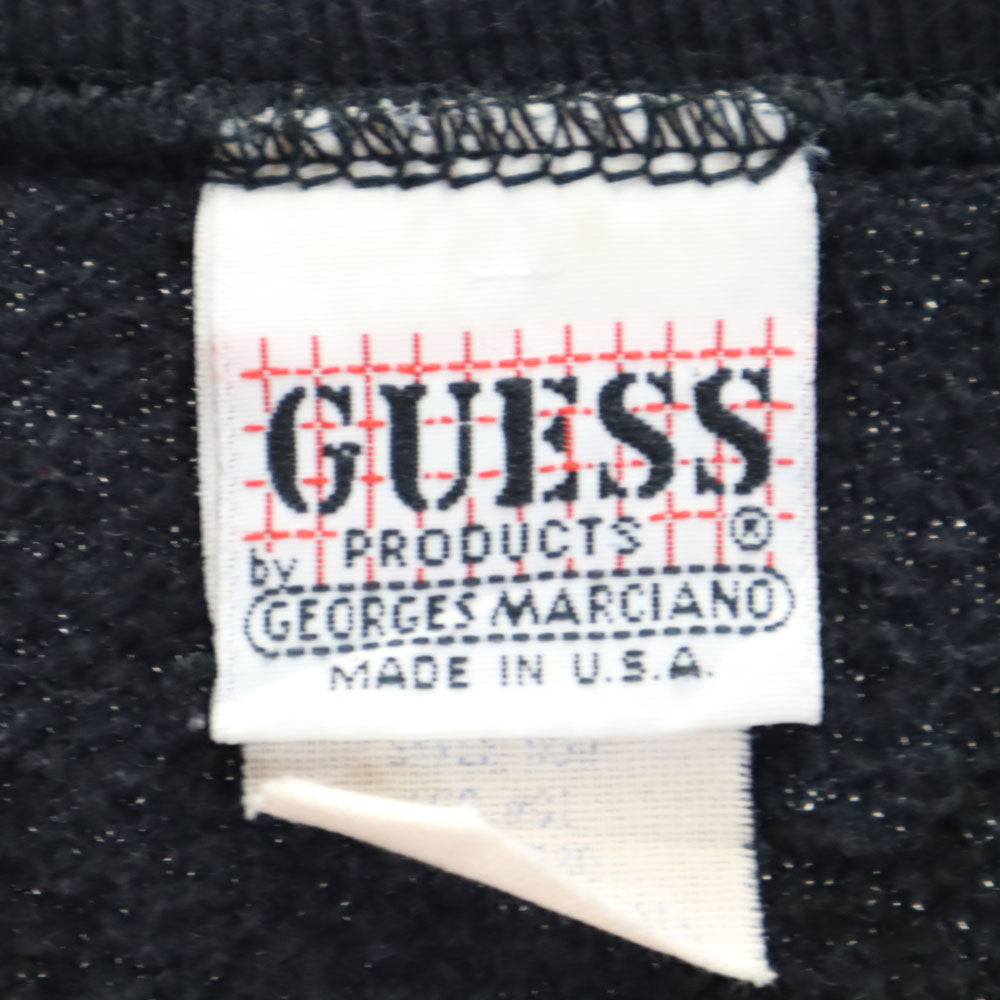 GUESS
PRODUCTS ®
by
GEORGES MARCIANO
MADE IN U.S.A.